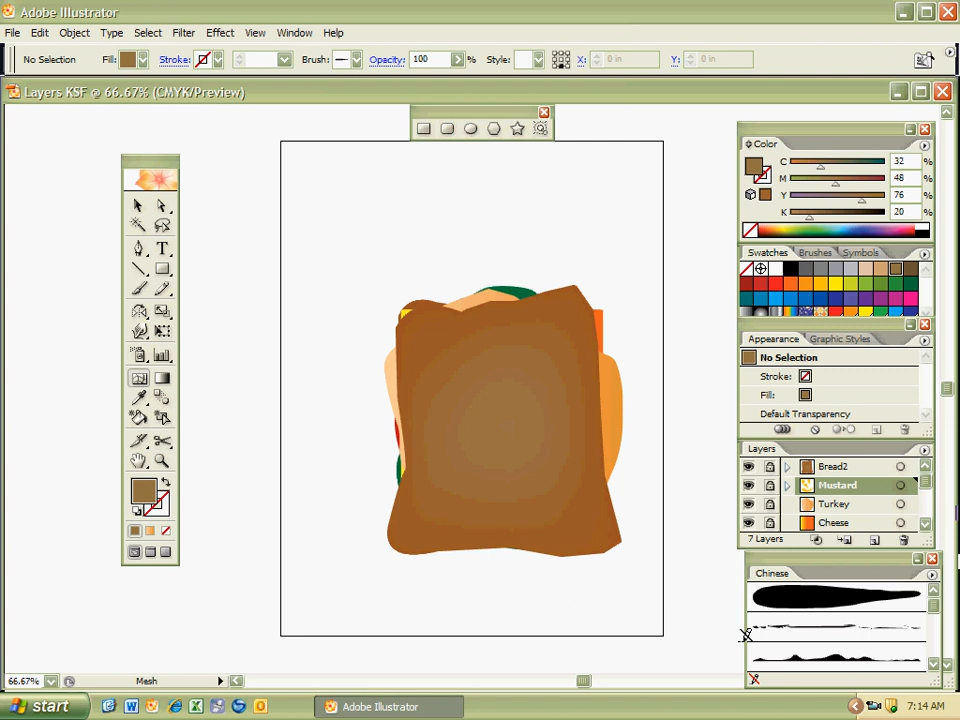 Adobe Illustrator
File Edit Object Type Select Filter Effect View Window Help
No Selection Fill: Stroke: Brush: Opacity: 100 % Style: X: 0 in Y: 0 in
Layers KSF @ 66.67% (CMYK/Preview)
Color
C 32 %
M 48 %
Y 76 %
K 20 %
T
Swatches Brushes Symbols
Appearance Graphic Styles
No Selection
Stroke:
Fill:
Default Transparency
Layers
Bread2
Mustard
Turkey
Cheese
7 Layers
Chinese
66.67% Mesh
start Adobe Illustrator 7:14 AM